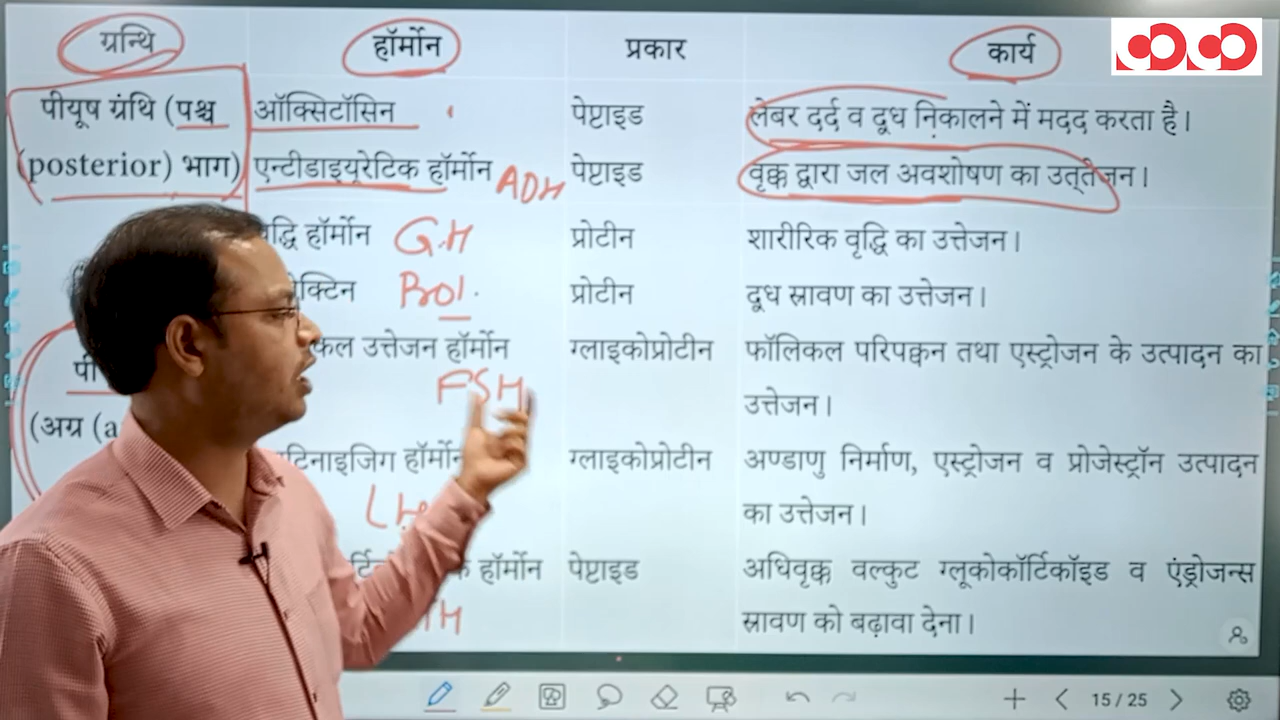 ग्रन्थि हॉर्मोन प्रकार कार्य
पीयूष ग्रंथि (पश्च ऑक्सिटॉसिन पेप्टाइड लेबर दर्द व दूध निकालने में मदद करता है।
(posterior) भाग) एन्टीडाइयूरेटिक हॉर्मोन ADH पेप्टाइड वृक्क द्वारा जल अवशोषण का उत्तेजन।
हॉर्मोन G.H प्रोटीन शारीरिक वृद्धि का उत्तेजन।
प्रोटीन दूध स्रावण का उत्तेजन।
उत्तेजन हॉर्मोन ग्लाइकोप्रोटीन फॉलिकल परिपक्वन तथा एस्ट्रोजन के उत्पादन का
FSH उत्तेजन।
(अग्र ग्लाइकोप्रोटीन अण्डाणु निर्माण, एस्ट्रोजन व प्रोजेस्ट्रॉन उत्पादन
का उत्तेजन।
हॉर्मोन पेप्टाइड अधिवृक्क वल्कुट ग्लूकोकॉर्टिकॉइड व एंड्रोजन्स
स्रावण को बढ़ावा देना।
15 / 25